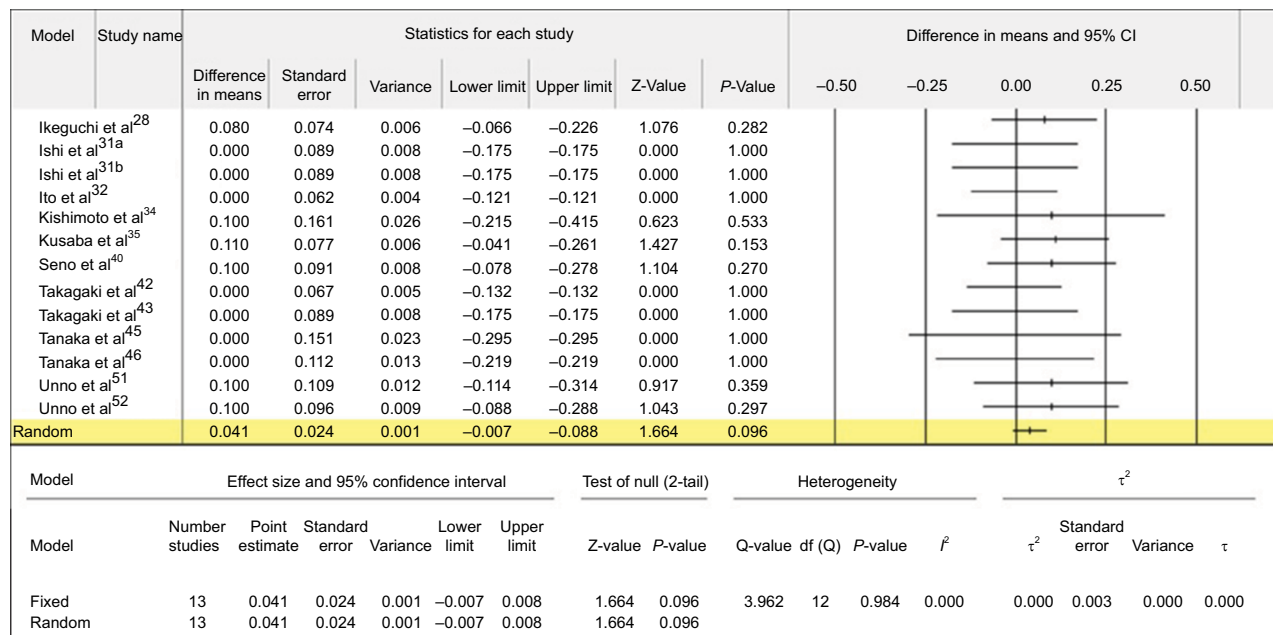 Model Study name Statistics for each study Difference in means and 95% CI
Difference in means Standard error Variance Lower limit Upper limit Z-Value P-Value −0.50 −0.25 0.00 0.25 0.50
Ikeguchi et al28 0.080 0.074 0.006 −0.066 −0.226 1.076 0.282
Ishi et al31a 0.000 0.089 0.008 −0.175 −0.175 0.000 1.000
Ishi et al31b 0.000 0.089 0.008 −0.175 −0.175 0.000 1.000
Ito et al32 0.000 0.062 0.004 −0.121 −0.121 0.000 1.000
Kishimoto et al34 0.100 0.161 0.026 −0.215 −0.415 0.623 0.533
Kusaba et al35 0.110 0.077 0.006 −0.041 −0.261 1.427 0.153
Seno et al40 0.100 0.091 0.008 −0.078 −0.278 1.104 0.270
Takagaki et al42 0.000 0.067 0.005 −0.132 −0.132 0.000 1.000
Takagaki et al43 0.000 0.089 0.008 −0.175 −0.175 0.000 1.000
Tanaka et al45 0.000 0.151 0.023 −0.295 −0.295 0.000 1.000
Tanaka et al46 0.000 0.112 0.013 −0.219 −0.219 0.000 1.000
Unno et al51 0.100 0.109 0.012 −0.114 −0.314 0.917 0.359
Unno et al52 0.100 0.096 0.009 −0.088 −0.288 1.043 0.297
Random 0.041 0.024 0.001 −0.007 −0.088 1.664 0.096
Model Effect size and 95% confidence interval Test of null (2-tail) Heterogeneity τ2
Model Number studies Point estimate Standard error Variance Lower limit Upper limit Z-value P-value Q-value df (Q) P-value I2 τ2 Standard error Variance τ
Fixed 13 0.041 0.024 0.001 −0.007 0.008 1.664 0.096 3.962 12 0.984 0.000 0.000 0.003 0.000 0.000
Random 13 0.041 0.024 0.001 −0.007 0.008 1.664 0.096